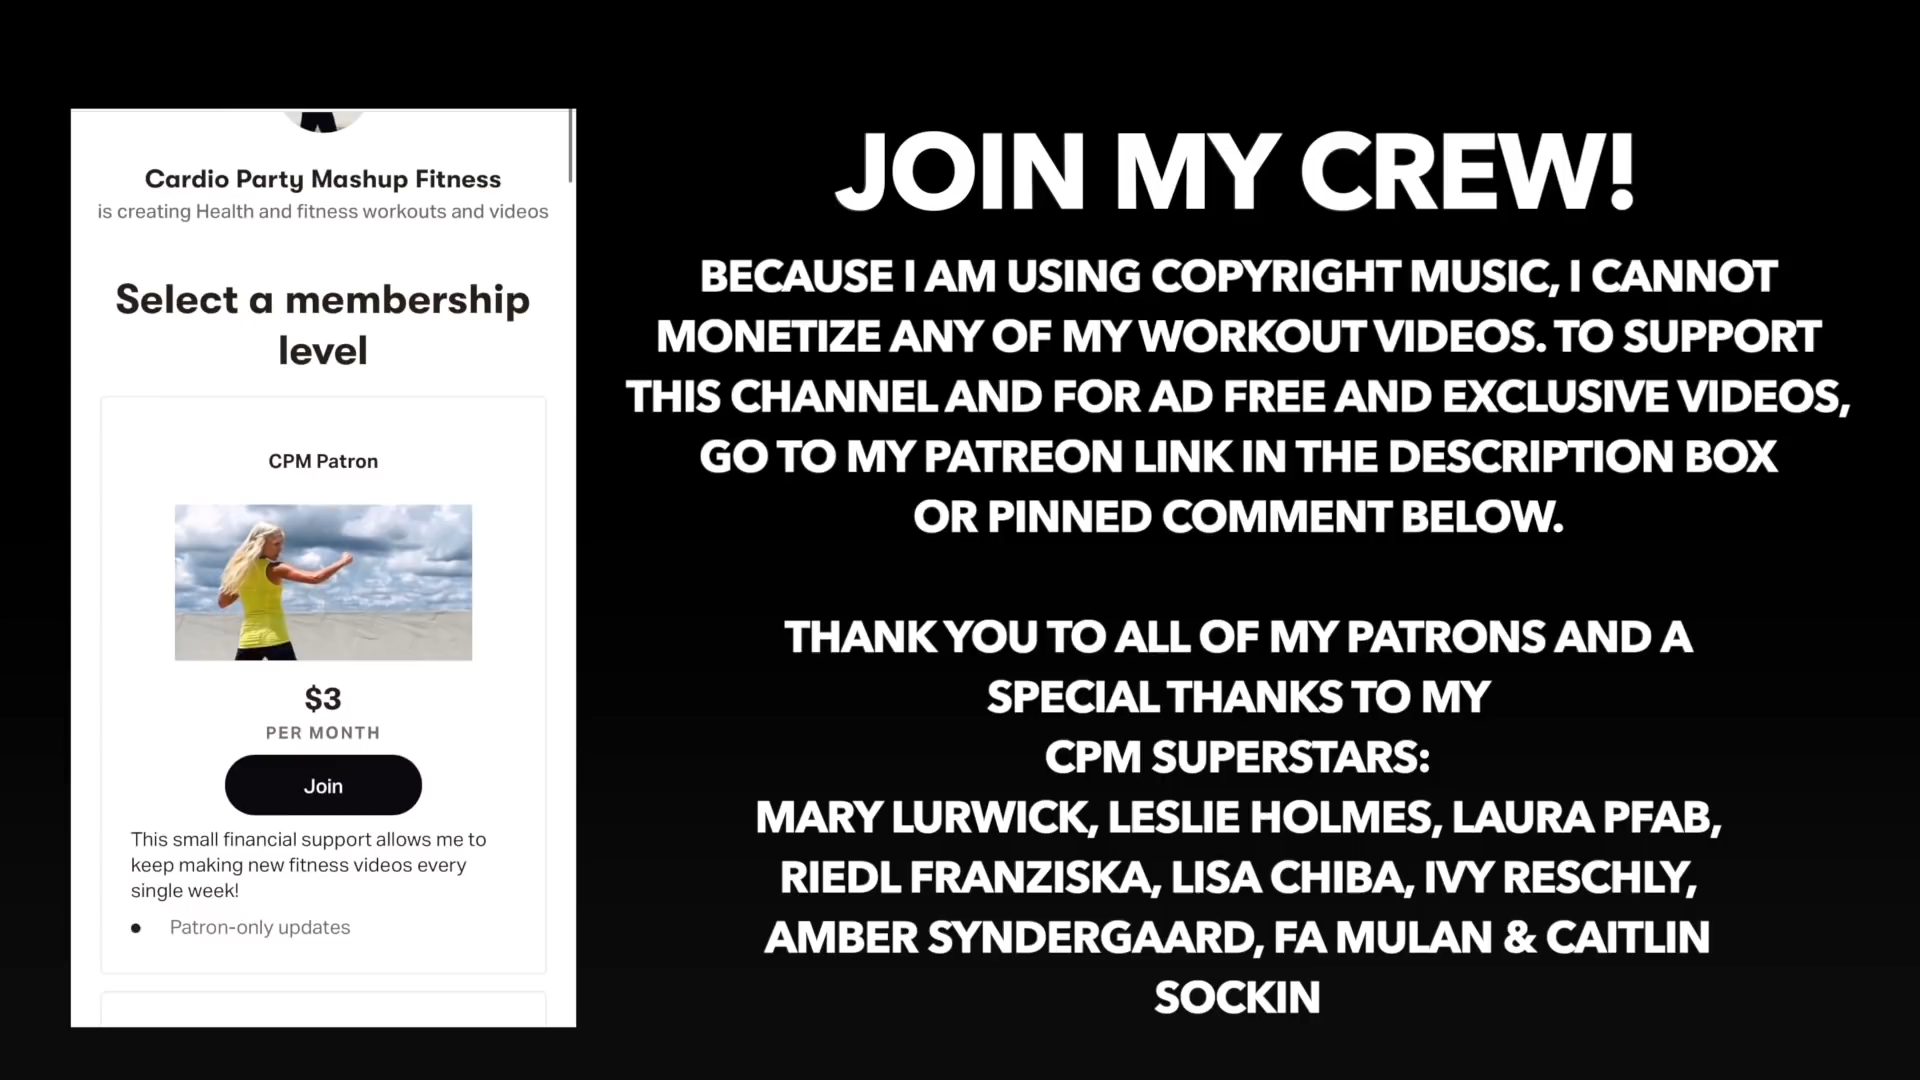 Cardio Party Mashup Fitness
is creating Health and fitness workouts and videos
Select a membership
level
CPM Patron
$3
PER MONTH
Join
This small financial support allows me to
keep making new fitness videos every
single week!
• Patron-only updates
JOIN MY CREW!
BECAUSE I AM USING COPYRIGHT MUSIC, I CANNOT
MONETIZE ANY OF MY WORKOUT VIDEOS. TO SUPPORT
THIS CHANNEL AND FOR AD FREE AND EXCLUSIVE VIDEOS,
GO TO MY PATREON LINK IN THE DESCRIPTION BOX
OR PINNED COMMENT BELOW.
THANK YOU TO ALL OF MY PATRONS AND A
SPECIAL THANKS TO MY
CPM SUPERSTARS:
MARY LURWICK, LESLIE HOLMES, LAURA PFAB,
RIEDL FRANZISKA, LISA CHIBA, IVY RESCHLY,
AMBER SYNDERGAARD, FA MULAN & CAITLIN
SOCKIN